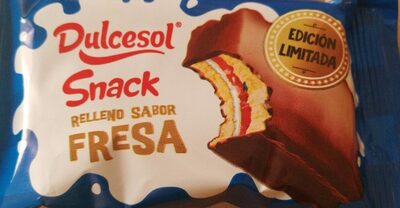 Dulcesol®
Snack
RELLENO SABOR
FRESA
EDICIÓN
LIMITADA